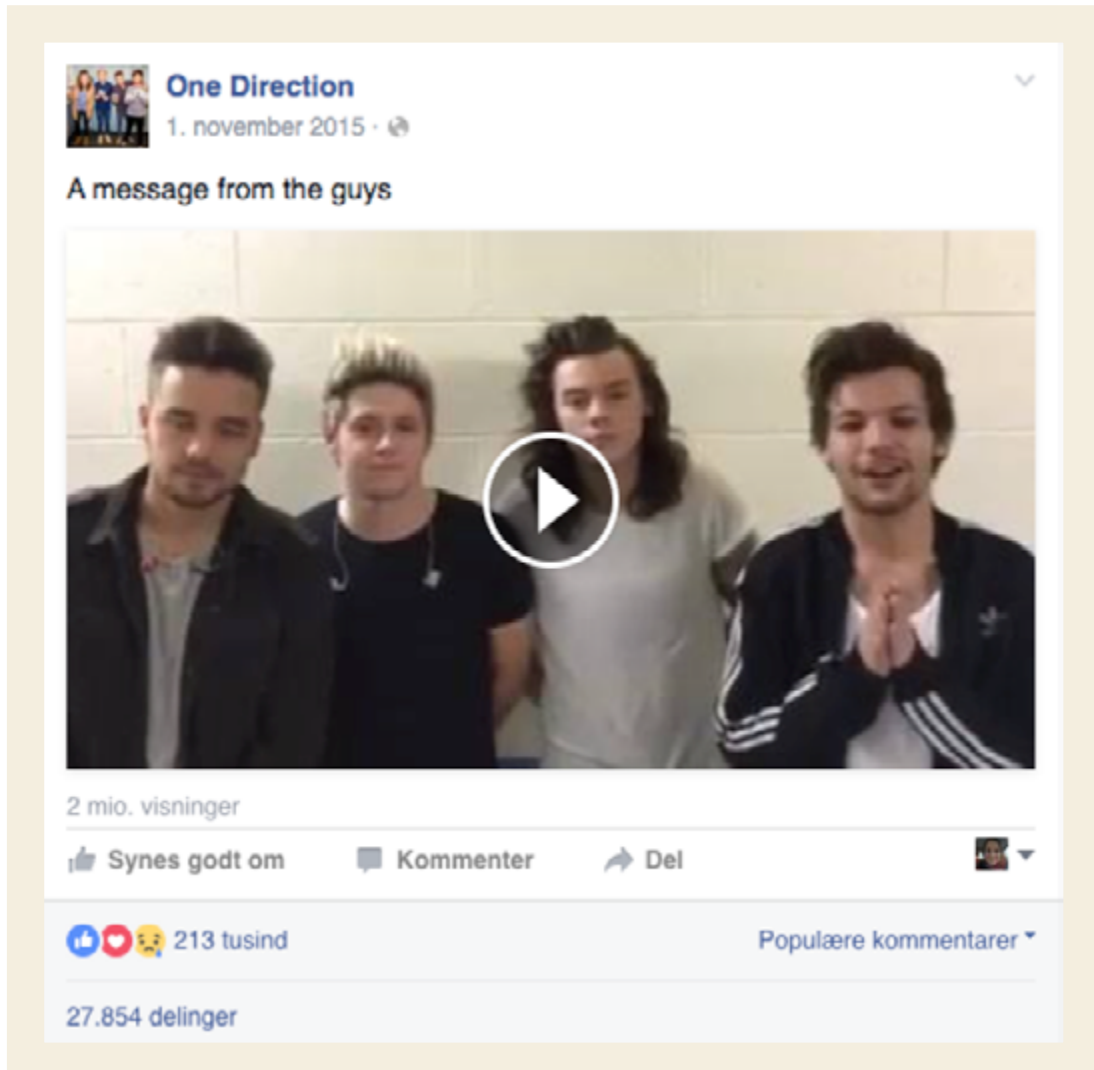 One Direction
1. november 2015 ·
A message from the guys
2 mio. visninger
Synes godt om Kommenter Del
213 tusind Populære kommentarer
27.854 delinger